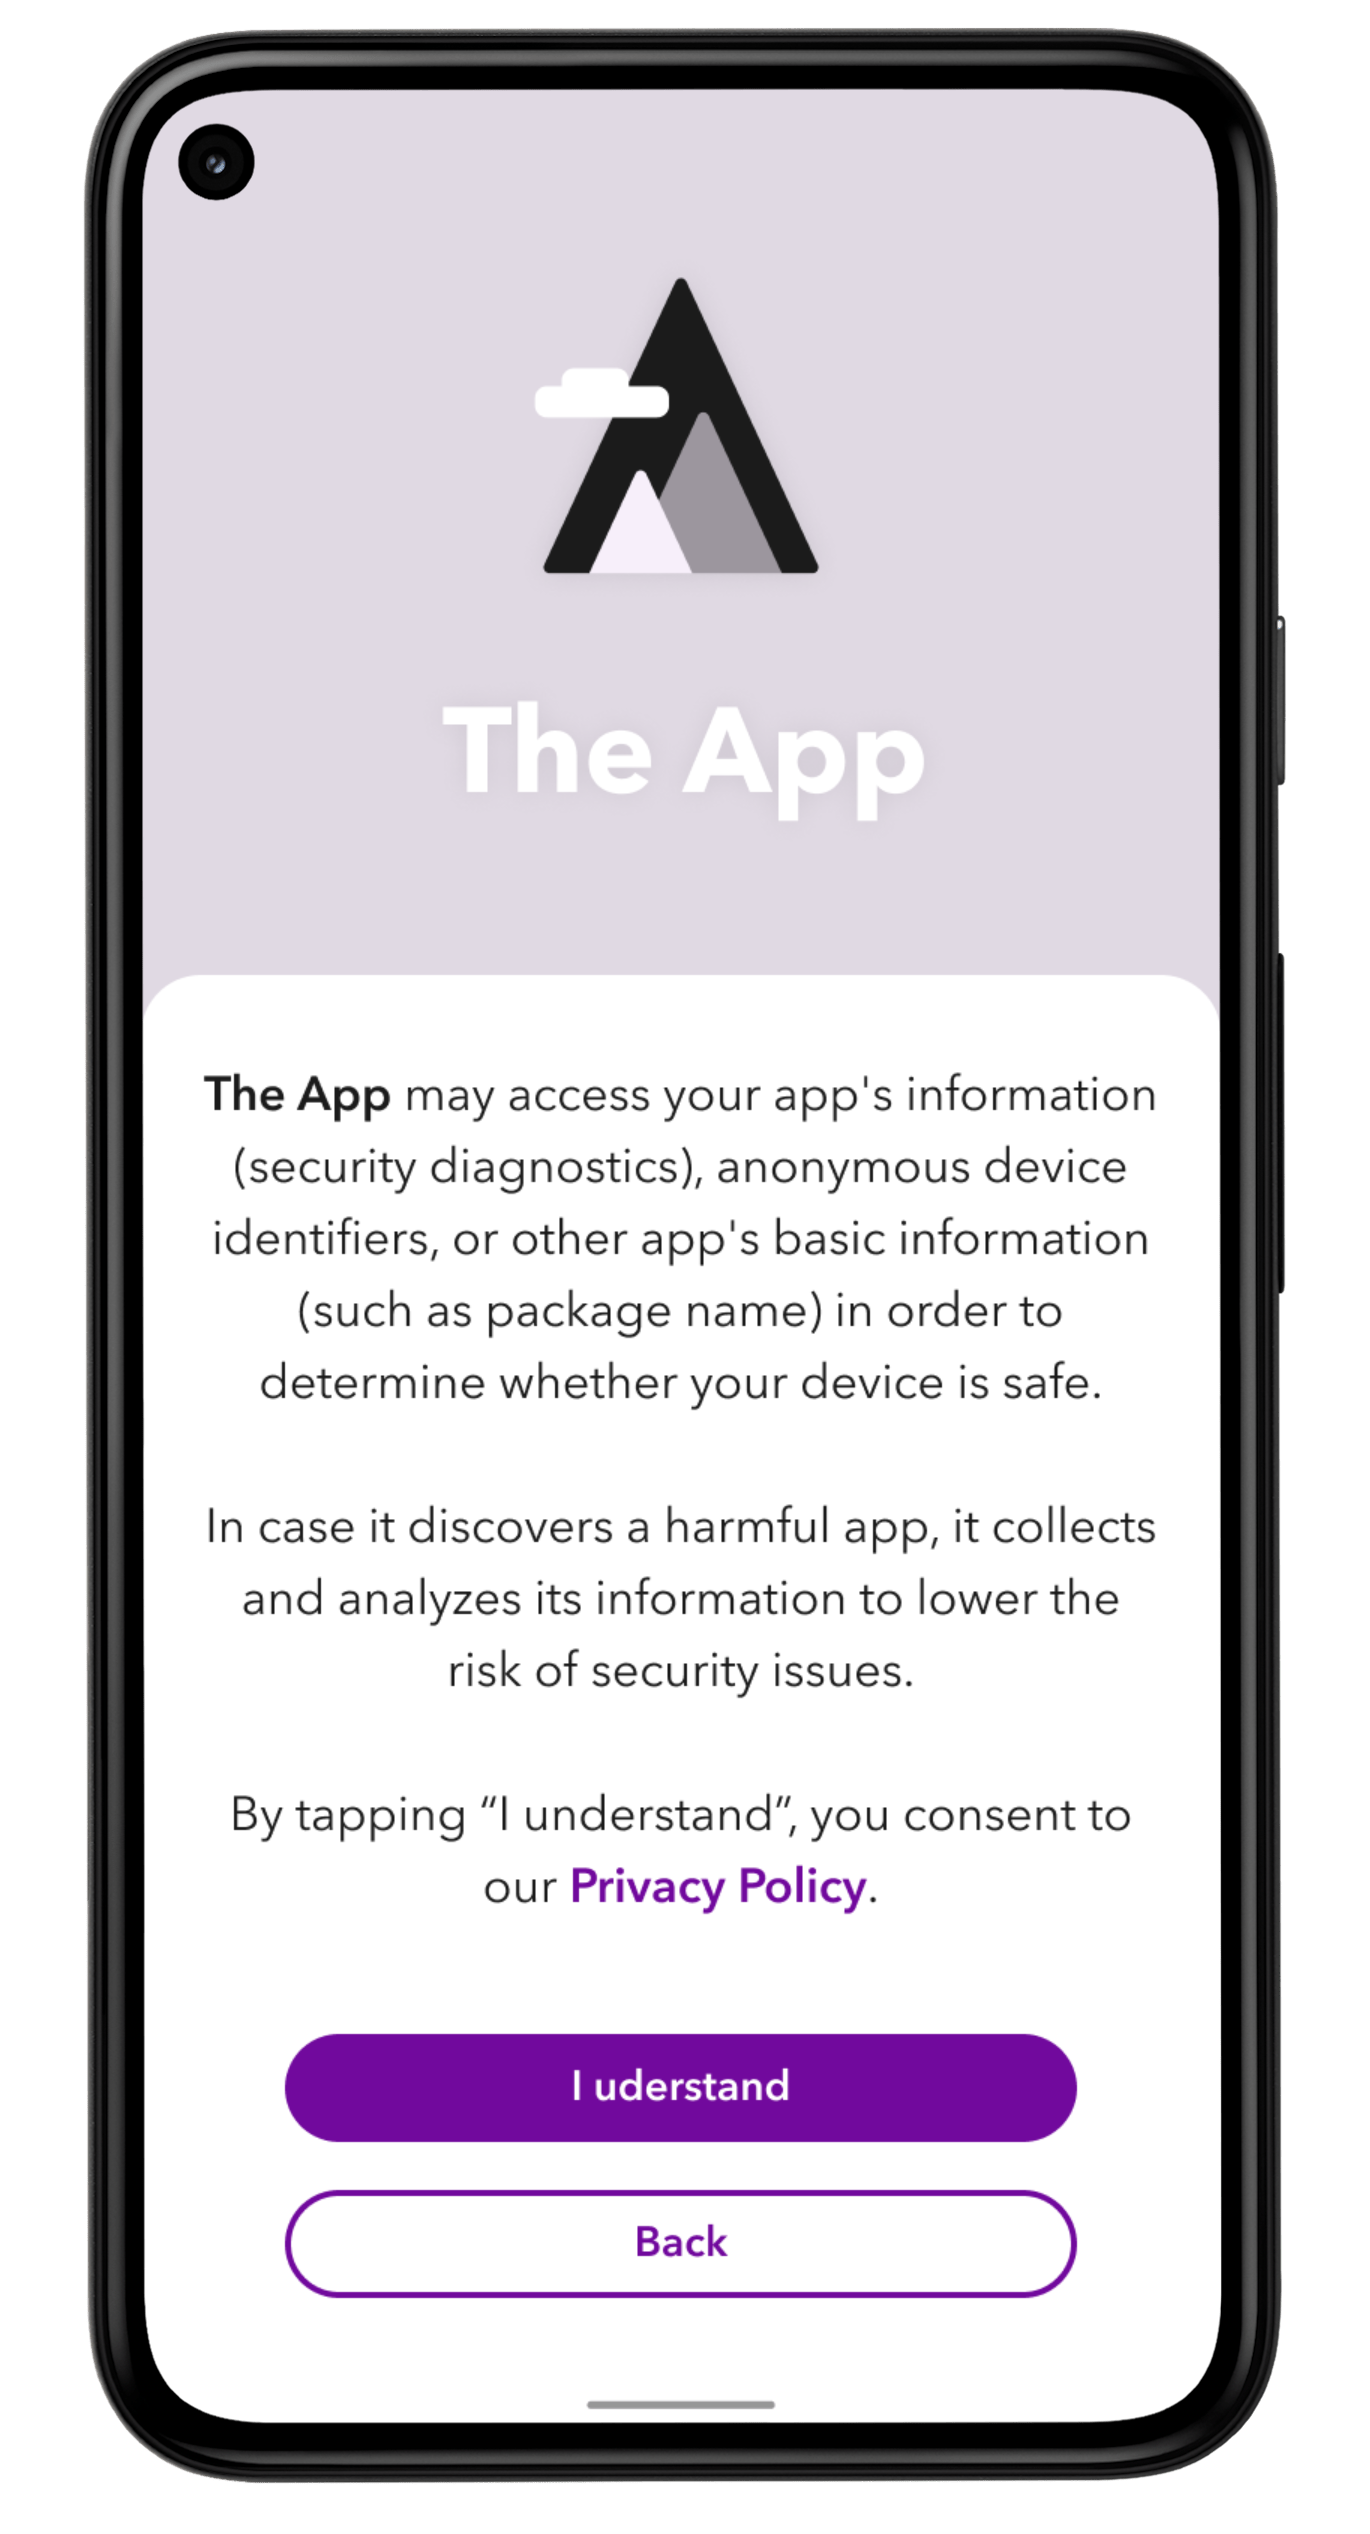 The App
The App may access your app's information
(security diagnostics), anonymous device
identifiers, or other app's basic information
(such as package name) in order to
determine whether your device is safe.
In case it discovers a harmful app, it collects
and analyzes its information to lower the
risk of security issues.
By tapping “I understand”, you consent to
our Privacy Policy.
I uderstand
Back